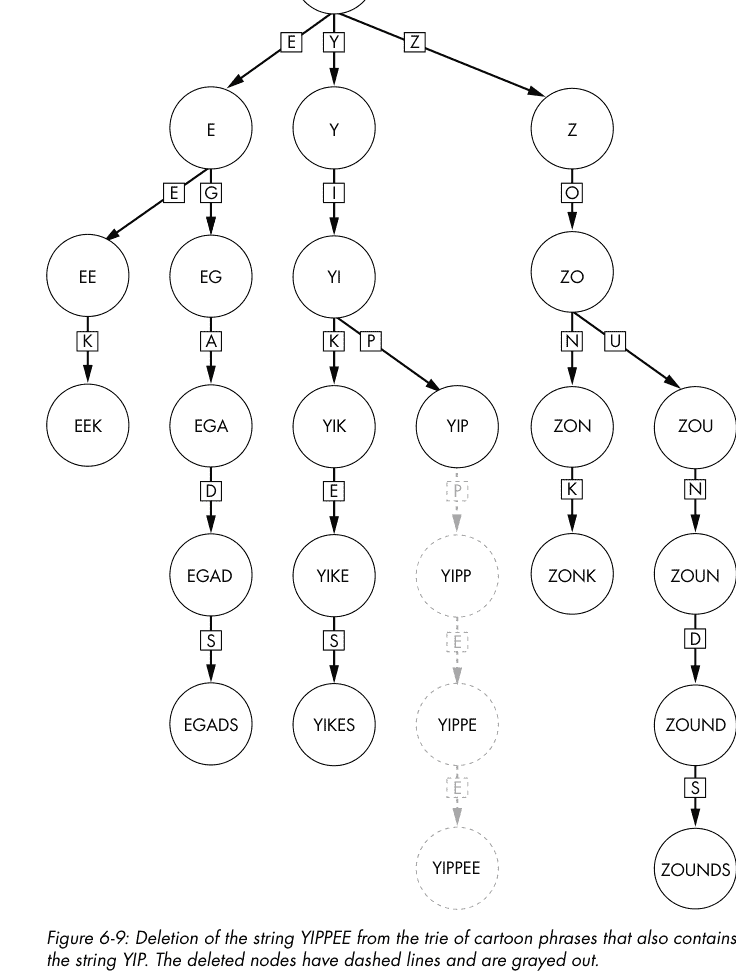 E Y Z
E Y Z
E G I O
EE EG YI ZO
K A K P N U
EEK EGA YIK YIP ZON ZOU
D E P K N
EGAD YIKE YIPP ZONK ZOUN
S S E D
EGADS YIKES YIPPE ZOUND
E S
YIPPEE ZOUNDS
Figure 6-9: Deletion of the string YIPPEE from the trie of cartoon phrases that also contains
the string YIP. The deleted nodes have dashed lines and are grayed out.